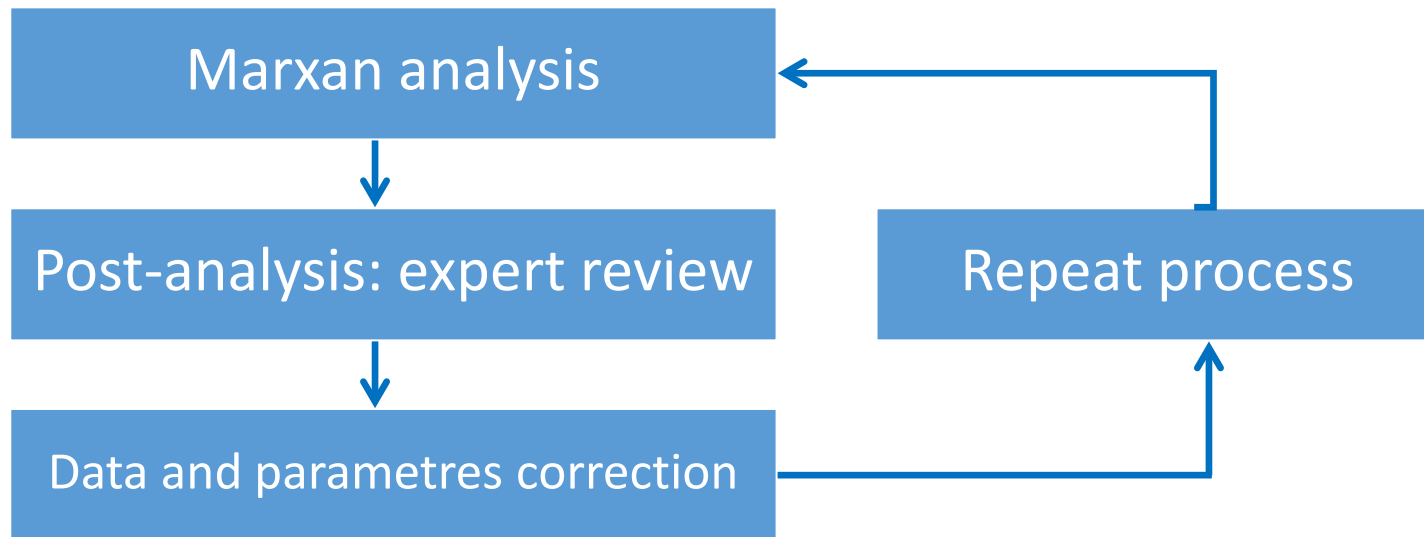 Marxan analysis
Post-analysis: expert review
Repeat process
Data and parametres correction